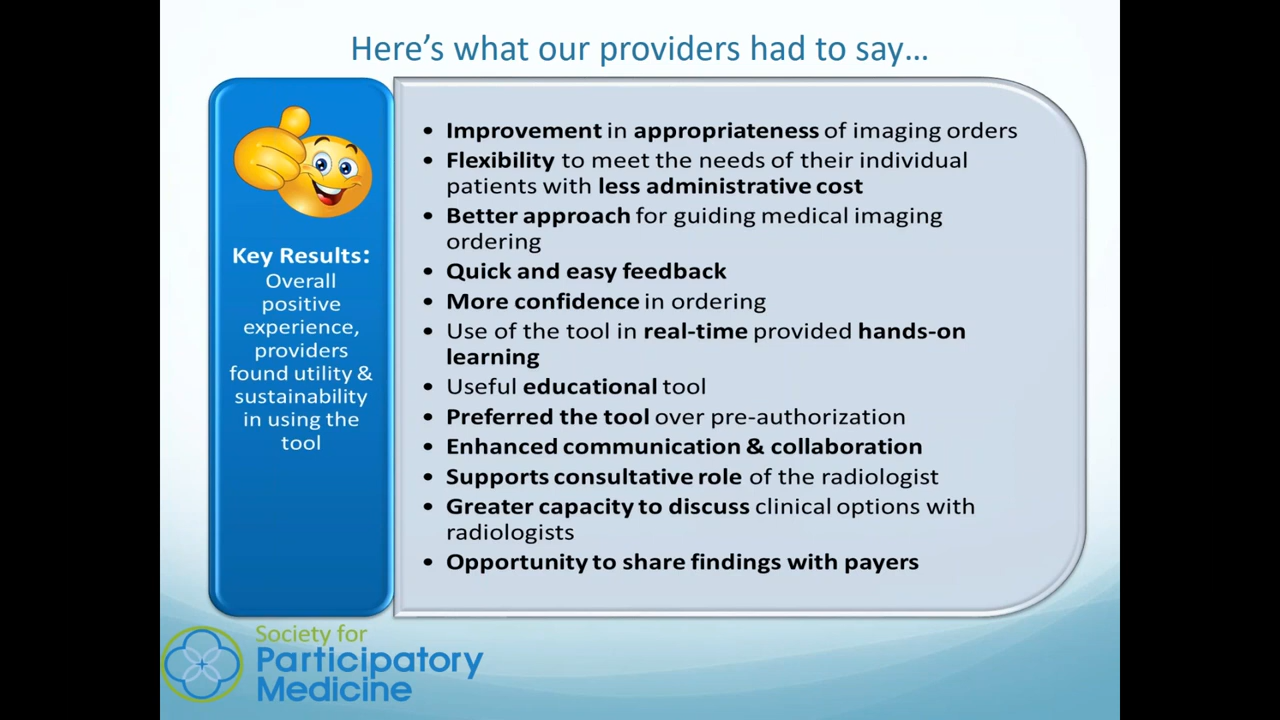 Here's what our providers had to say...
Key Results:
Overall
positive
experience,
providers
found utility &
sustainability
in using the
tool
• Improvement in appropriateness of imaging orders
• Flexibility to meet the needs of their individual
patients with less administrative cost
• Better approach for guiding medical imaging
ordering
• Quick and easy feedback
• More confidence in ordering
• Use of the tool in real-time provided hands-on
learning
• Useful educational tool
• Preferred the tool over pre-authorization
• Enhanced communication & collaboration
• Supports consultative role of the radiologist
• Greater capacity to discuss clinical options with
radiologists
• Opportunity to share findings with payers
Society for
Participatory
Medicine